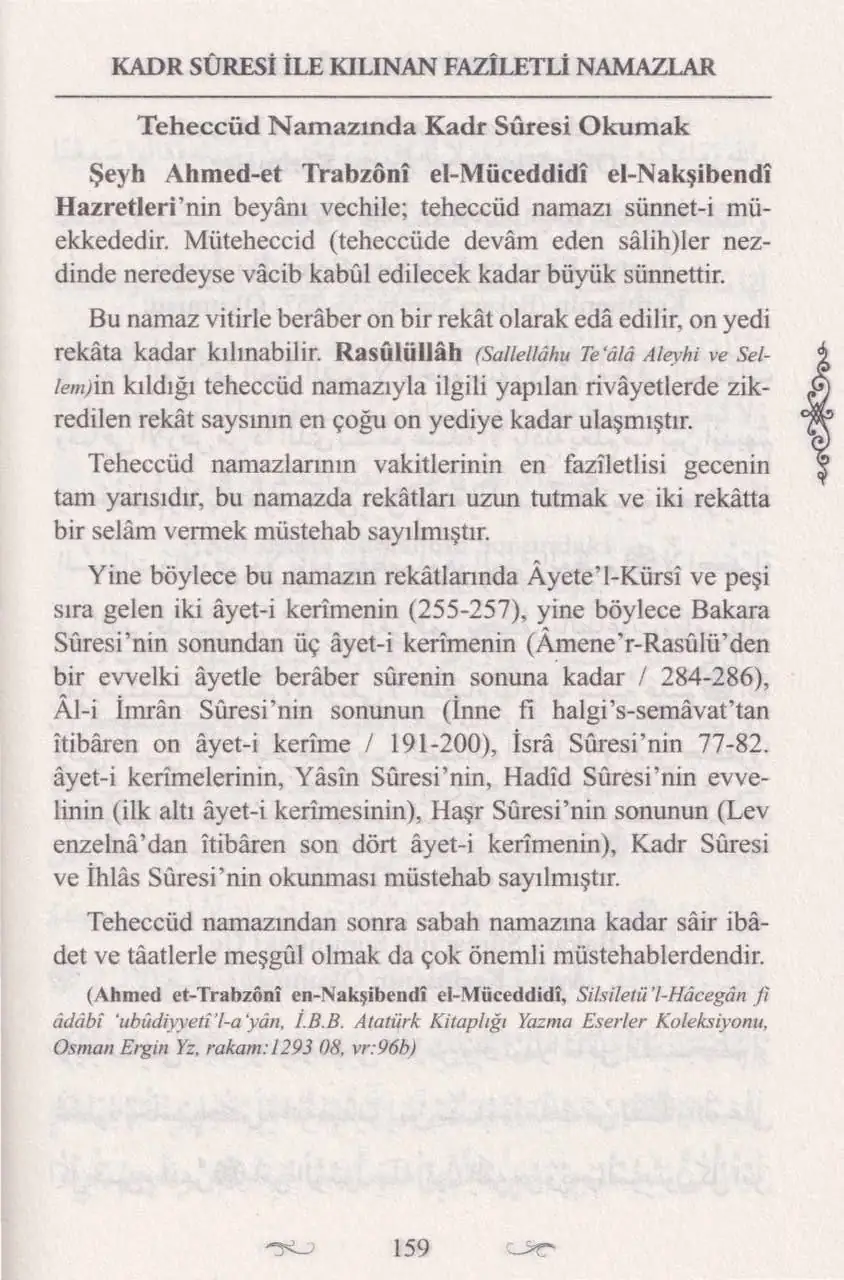 KADR SÛRESİ İLE KILINAN FAZÎLETLİ NAMAZLAR
Teheccüd Namazında Kadr Sûresi Okumak
Şeyh Ahmed-et Trabzônî el-Müceddidî el-Nakşibendî
Hazretleri'nin beyânı vechile; teheccüd namazı sünnet-i mü-
ekkededir. Müteheccid (teheccüde devâm eden sâlih)ler nez-
dinde neredeyse vâcib kabûl edilecek kadar büyük sünnettir.
Bu namaz vitirle berâber on bir rekât olarak edâ edilir, on yedi
rekâta kadar kılınabilir. Rasûlüllâh (Sallellâhu Te'âlâ Aleyhi ve Sel-
lem)in kıldığı teheccüd namazıyla ilgili yapılan rivâyetlerde zik-
redilen rekât saysının en çoğu on yediye kadar ulaşmıştır.
Teheccüd namazlarının vakitlerinin en fazîletlisi gecenin
tam yarısıdır, bu namazda rekâtları uzun tutmak ve iki rekâtta
bir selâm vermek müstehab sayılmıştır.
Yine böylece bu namazın rekâtlarında Âyete'l-Kürsî ve peşi
sıra gelen iki âyet-i kerîmenin (255-257), yine böylece Bakara
Sûresi'nin sonundan üç âyet-i kerîmenin (Âmene'r-Rasûlü'den
bir evvelki âyetle berâber sûrenin sonuna kadar / 284-286),
Âl-i İmrân Sûresi'nin sonunun (İnne fî halgi's-semâvat'tan
îtibâren on âyet-i kerîme / 191-200), İsrâ Sûresi'nin 77-82.
âyet-i kerîmelerinin, Yâsîn Sûresi'nin, Hadîd Sûresi'nin evve-
linin (ilk altı âyet-i kerîmesinin), Haşr Sûresi'nin sonunun (Lev
enzelnâ'dan îtibâren son dört âyet-i kerîmenin), Kadr Sûresi
ve İhlâs Sûresi'nin okunması müstehab sayılmıştır.
Teheccüd namazından sonra sabah namazına kadar sâir ibâ-
det ve tâatlerle meşgûl olmak da çok önemli müstehablerdendir.
(Ahmed et-Trabzônî en-Nakşibendî el-Müceddidî, Silsiletü'l-Hâcegân fî
âdâbî 'ubûdiyyetî'l-a'yân, İ.B.B. Atatürk Kitaplığı Yazma Eserler Koleksiyonu,
Osman Ergin Yz, rakam:1293 08, vr:96b)
159